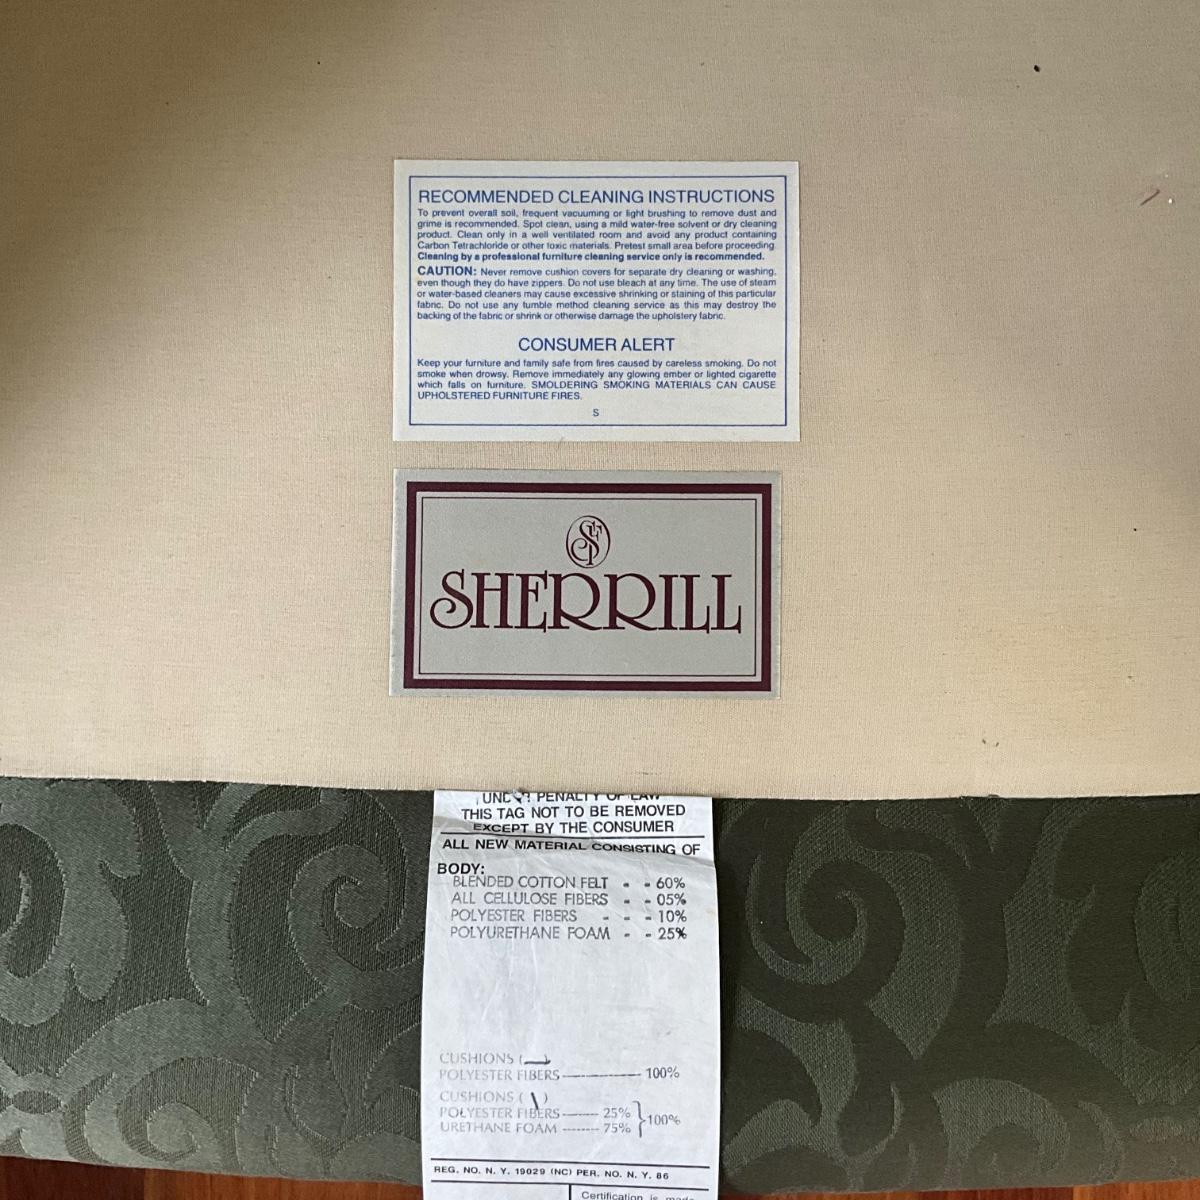 RECOMMENDED CLEANING INSTRUCTIONS
To prevent overall soil, frequent vacuuming or light brushing to remove dust and
grime is recommended. Spot clean, using a mild water-free solvent or dry cleaning
product. Clean only in a well ventilated room and avoid any product containing
Carbon Tetrachloride or other toxic materials. Pretest small area before proceeding.
Cleaning by a professional furniture cleaning service only is recommended.
CAUTION: Never remove cushion covers for separate dry cleaning or washing,
even though they do have zippers. Do not use bleach at any time. The use of steam
or water-based cleaners may cause excessive shrinking or staining of this particular
fabric. Do not use any tumble method cleaning service as this may destroy the
backing of the fabric or shrink or otherwise damage the upholstery fabric.
CONSUMER ALERT
Keep your furniture and family safe from fires caused by careless smoking. Do not
smoke when drowsy. Remove immediately any glowing ember or lighted cigarette
which falls on furniture. SMOLDERING SMOKING MATERIALS CAN CAUSE
UPHOLSTERED FURNITURE FIRES.
S
SF
SHERRILL
UNDER PENALTY OF LAW
THIS TAG NOT TO BE REMOVED
EXCEPT BY THE CONSUMER
ALL NEW MATERIAL CONSISTING OF
BODY:
BLENDED COTTON FELT - - 60%
ALL CELLULOSE FIBERS - - 05%
POLYESTER FIBERS - - - 10%
POLYURETHANE FOAM - - 25%
CUSHIONS ( )
POLYESTER FIBERS ---------- 100%
CUSHIONS ( \ )
POLYESTER FIBERS ------ 25% } 100%
URETHANE FOAM -------- 75%
REG. NO. N. Y. 19029 (NC) PER. NO. N. Y. 86
Certification is made